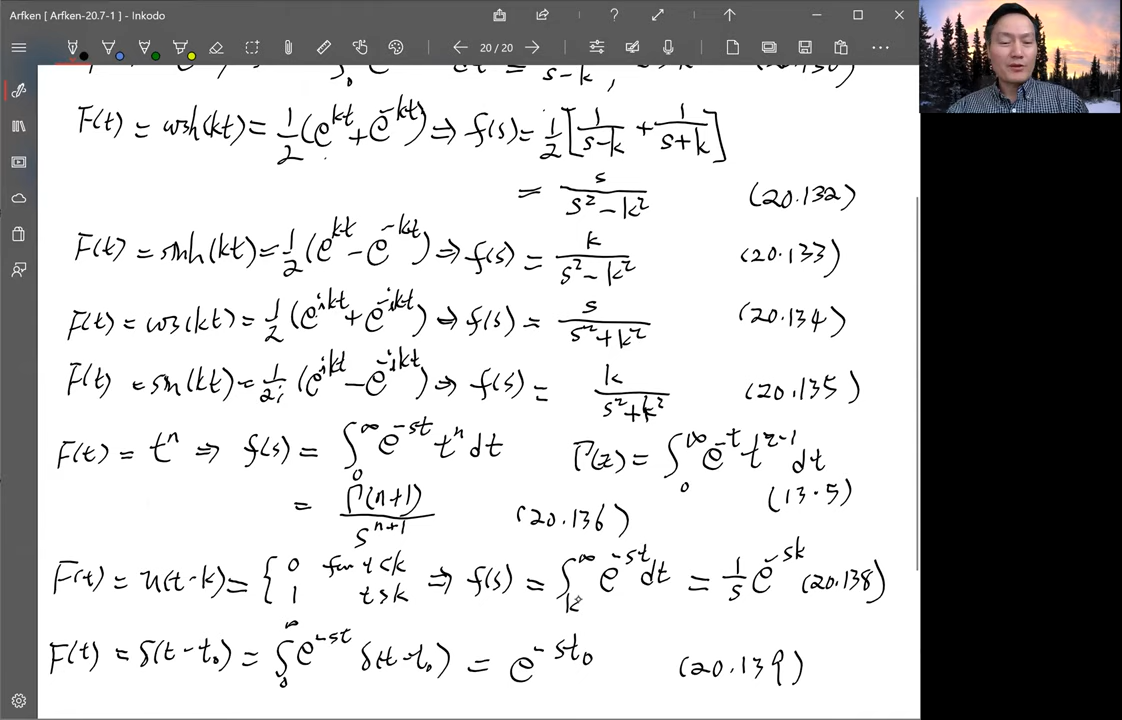 Arfken [ Arfken-20.7-1 ] - Inkodo
20 / 20
F(t) = cosh(kt) = 1/2 (e^{kt} + e^{-kt}) ⇒ f(s) = 1/2 [1/(s-k) + 1/(s+k)]
= s/(s²-k²) (20.132)
F(t) = sinh(kt) = 1/2 (e^{kt} - e^{-kt}) ⇒ f(s) = k/(s²-k²) (20.133)
F(t) = cos(kt) = 1/2 (e^{ikt} + e^{-ikt}) ⇒ f(s) = s/(s²+k²) (20.134)
F(t) = sin(kt) = 1/2i (e^{ikt} - e^{-ikt}) ⇒ f(s) = k/(s²+k²) (20.135)
F(t) = t^n ⇒ f(s) = ∫_0^∞ e^{-st} t^n dt Γ(z) = ∫_0^∞ e^{-t} t^{z-1} dt
(13.5)
= Γ(n+1)/s^{n+1} (20.136)
F(t) = u(t-k) = { 0 for t<k
1 t>k ⇒ f(s) = ∫_k^∞ e^{-st} dt = 1/s e^{-sk} (20.138)
F(t) = δ(t-t₀) = ∫_0^∞ e^{-st} δ(t-t₀) = e^{-st₀} (20.139)